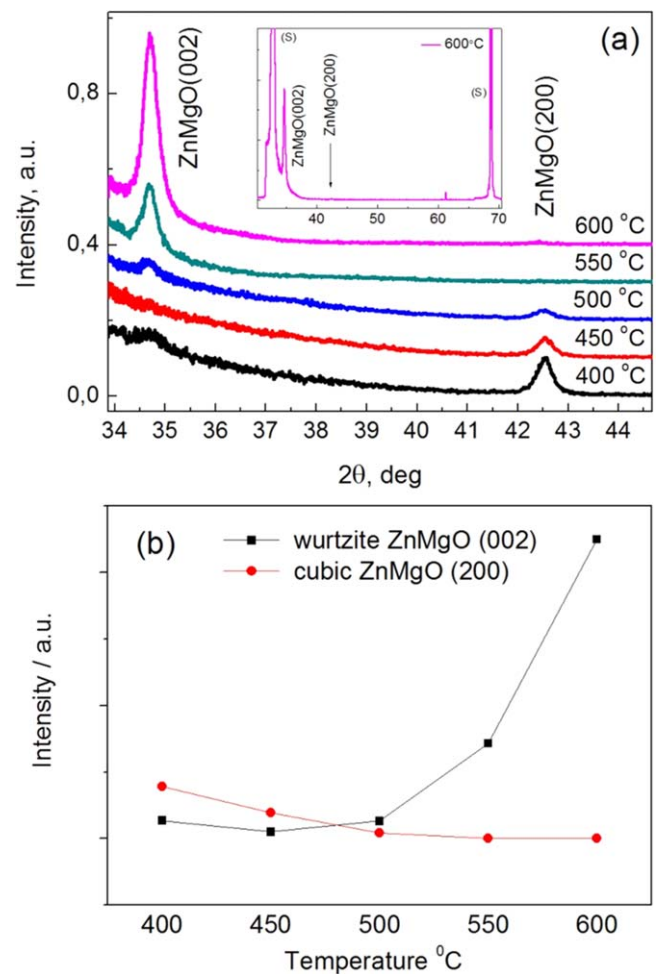 (a)
ZnMgO(002)
ZnMgO(200)
(S)
600°C
ZnMgO(002)
ZnMgO(200)
(S)
40 50 60 70
0,8
0,4
0,0
Intensity, a.u.
600 °C
550 °C
500 °C
450 °C
400 °C
34 35 36 37 38 39 40 41 42 43 44
2θ, deg
(b)
wurtzite ZnMgO (002)
cubic ZnMgO (200)
Intensity / a.u.
400 450 500 550 600
Temperature ⁰C